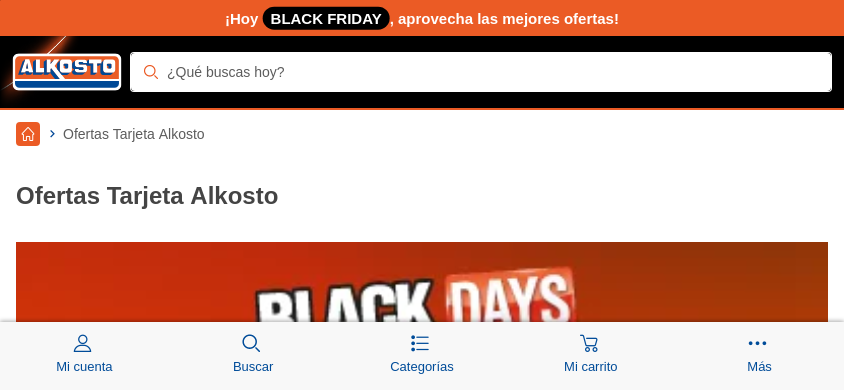 ¡Hoy BLACK FRIDAY, aprovecha las mejores ofertas!
ALKOSTO
¿Qué buscas hoy?
Ofertas Tarjeta Alkosto
Ofertas Tarjeta Alkosto
BLACK DAYS
Mi cuenta
Buscar
Categorías
Mi carrito
Más